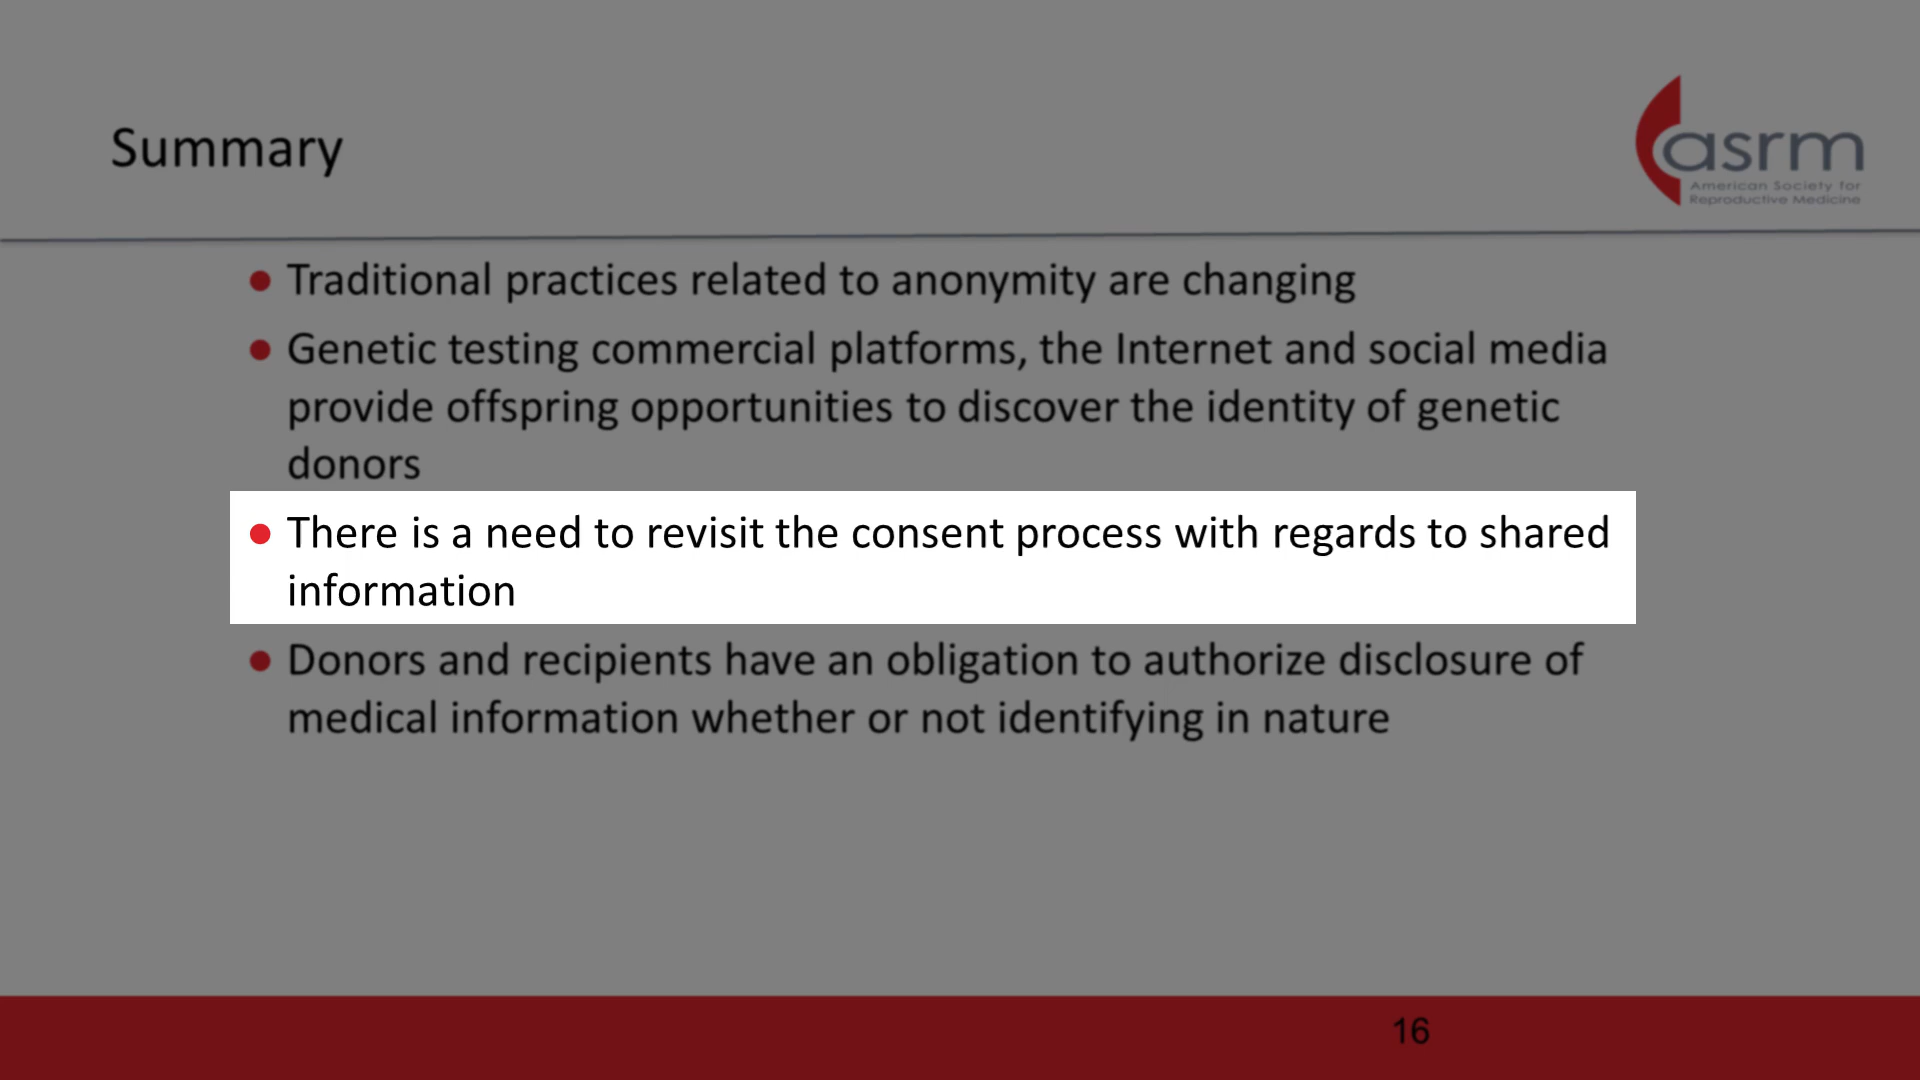 Summary
asrm
American Society for
Reproductive Medicine
• Traditional practices related to anonymity are changing
• Genetic testing commercial platforms, the Internet and social media
provide offspring opportunities to discover the identity of genetic
donors
• There is a need to revisit the consent process with regards to shared
information
• Donors and recipients have an obligation to authorize disclosure of
medical information whether or not identifying in nature
16